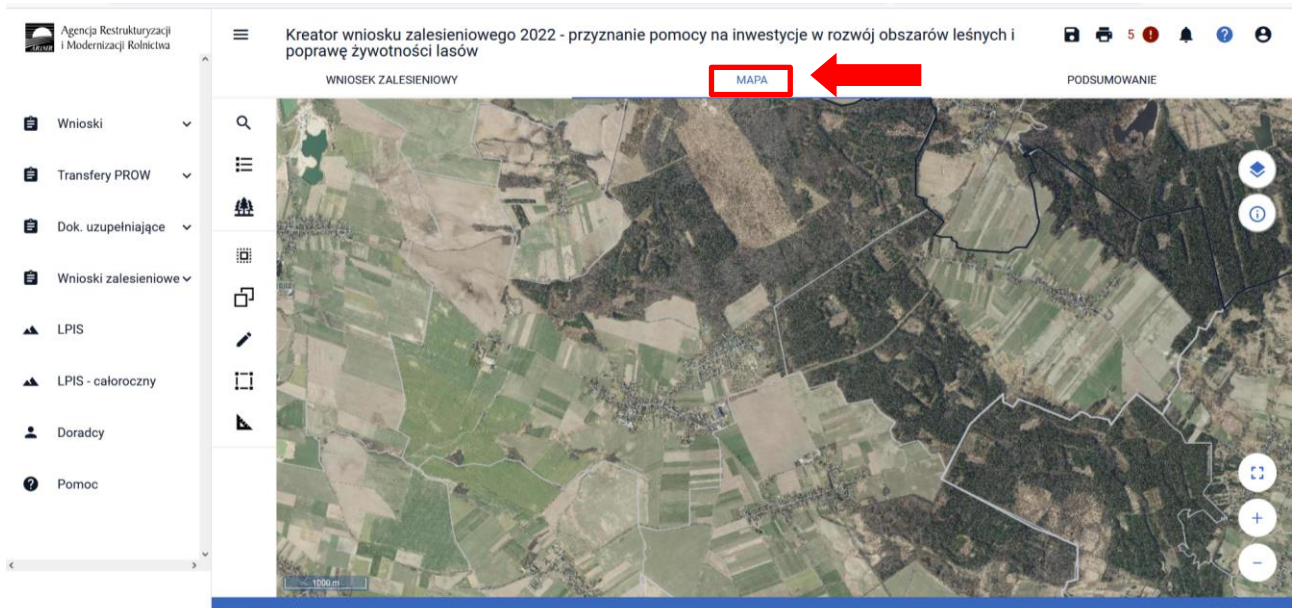 Agencja Restrukturyzacji
i Modernizacji Rolnictwa
ARiMR
Kreator wniosku zalesieniowego 2022 - przyznanie pomocy na inwestycje w rozwój obszarów leśnych i
poprawę żywotności lasów
5
WNIOSEK ZALESIENIOWY
MAPA
PODSUMOWANIE
Wnioski
Transfery PROW
Dok. uzupełniające
Wnioski zalesieniowe
LPIS
LPIS - całoroczny
Doradcy
Pomoc
1000 m